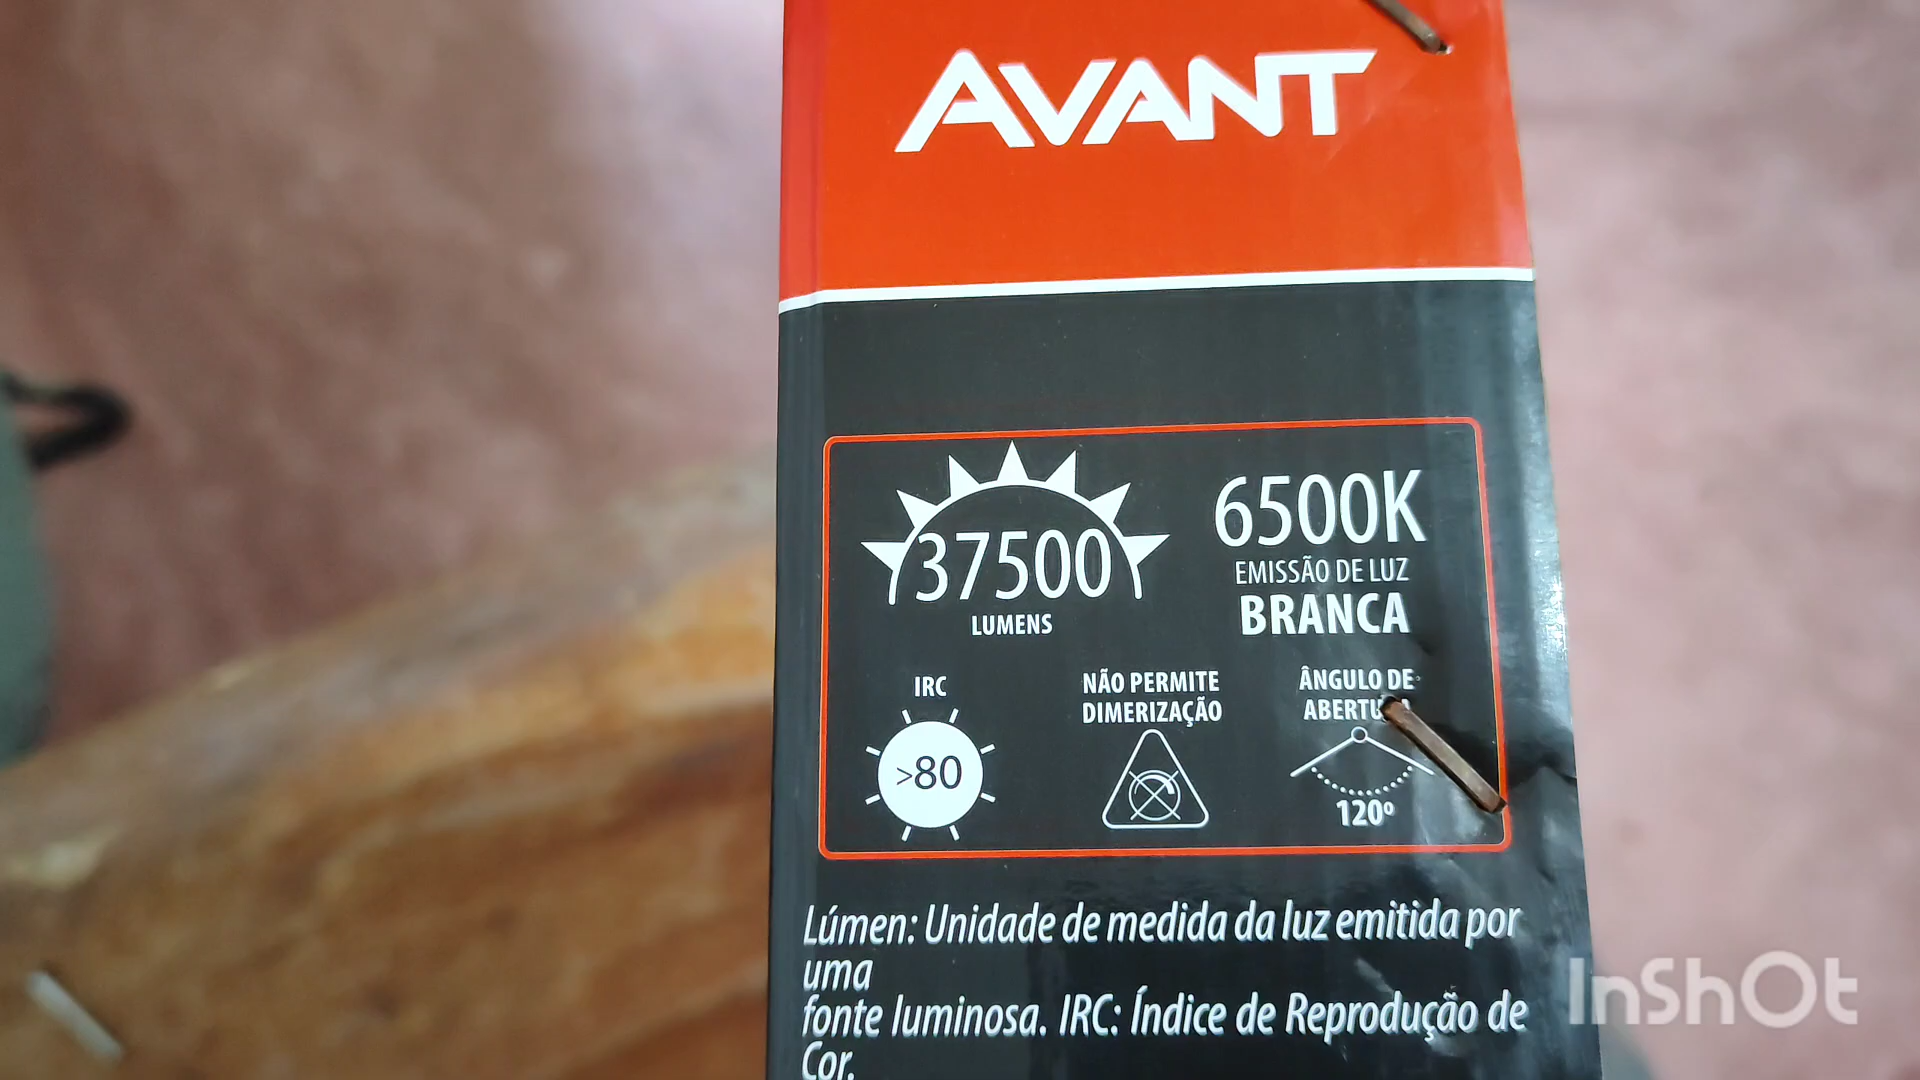 AVANT
37500
LUMENS
6500K
EMISSÃO DE LUZ
BRANCA
IRC
>80
NÃO PERMITE
DIMERIZAÇÃO
ÂNGULO DE
ABERTURA
120º
Lúmen: Unidade de medida da luz emitida por
uma
fonte luminosa. IRC: Índice de Reprodução de
Cor.
InShOt